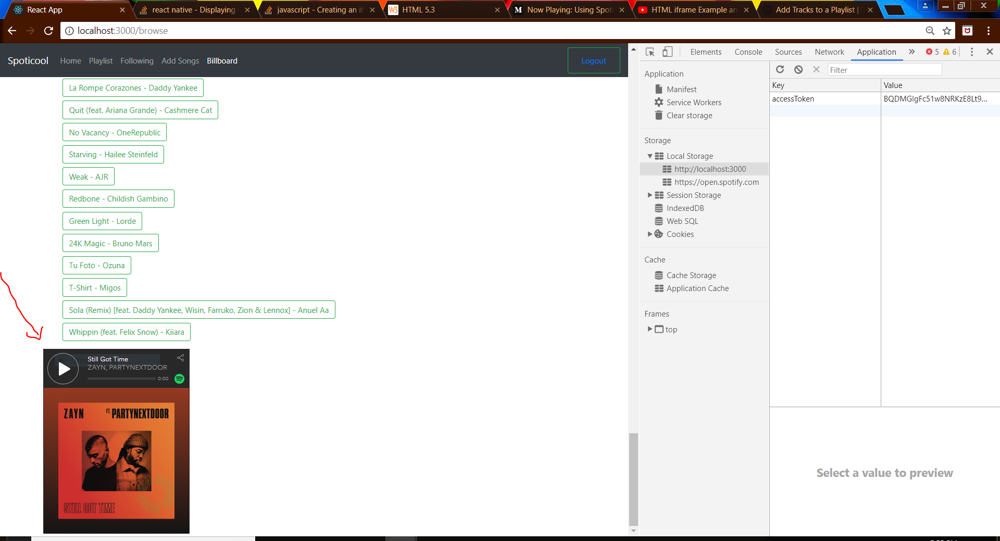 React App
react native - Displaying
javascript - Creating an if
HTML 5.3
Now Playing: Using Spoti
HTML iframe Example an
Add Tracks to a Playlist |
localhost:3000/browse
Spoticool Home Playlist Following Add Songs Billboard Logout
La Rompe Corazones - Daddy Yankee
Quit (feat. Ariana Grande) - Cashmere Cat
No Vacancy - OneRepublic
Starving - Hailee Steinfeld
Weak - AJR
Redbone - Childish Gambino
Green Light - Lorde
24K Magic - Bruno Mars
Tu Foto - Ozuna
T-Shirt - Migos
Sola (Remix) [feat. Daddy Yankee, Wisin, Farruko, Zion & Lennox] - Anuel Aa
Whippin (feat. Felix Snow) - Kiiara
Still Got Time
ZAYN, PARTYNEXTDOOR
0:00
ZAYN FT. PARTYNEXTDOOR
STILL GOT TIME
Elements Console Sources Network Application 5 6
Application
Manifest
Service Workers
Clear storage
Storage
Local Storage
http://localhost:3000
https://open.spotify.com
Session Storage
IndexedDB
Web SQL
Cookies
Cache
Cache Storage
Application Cache
Frames
top
Filter
Key Value
accessToken BQDMGIgFc51w8NRKzE8Lt9...
Select a value to preview